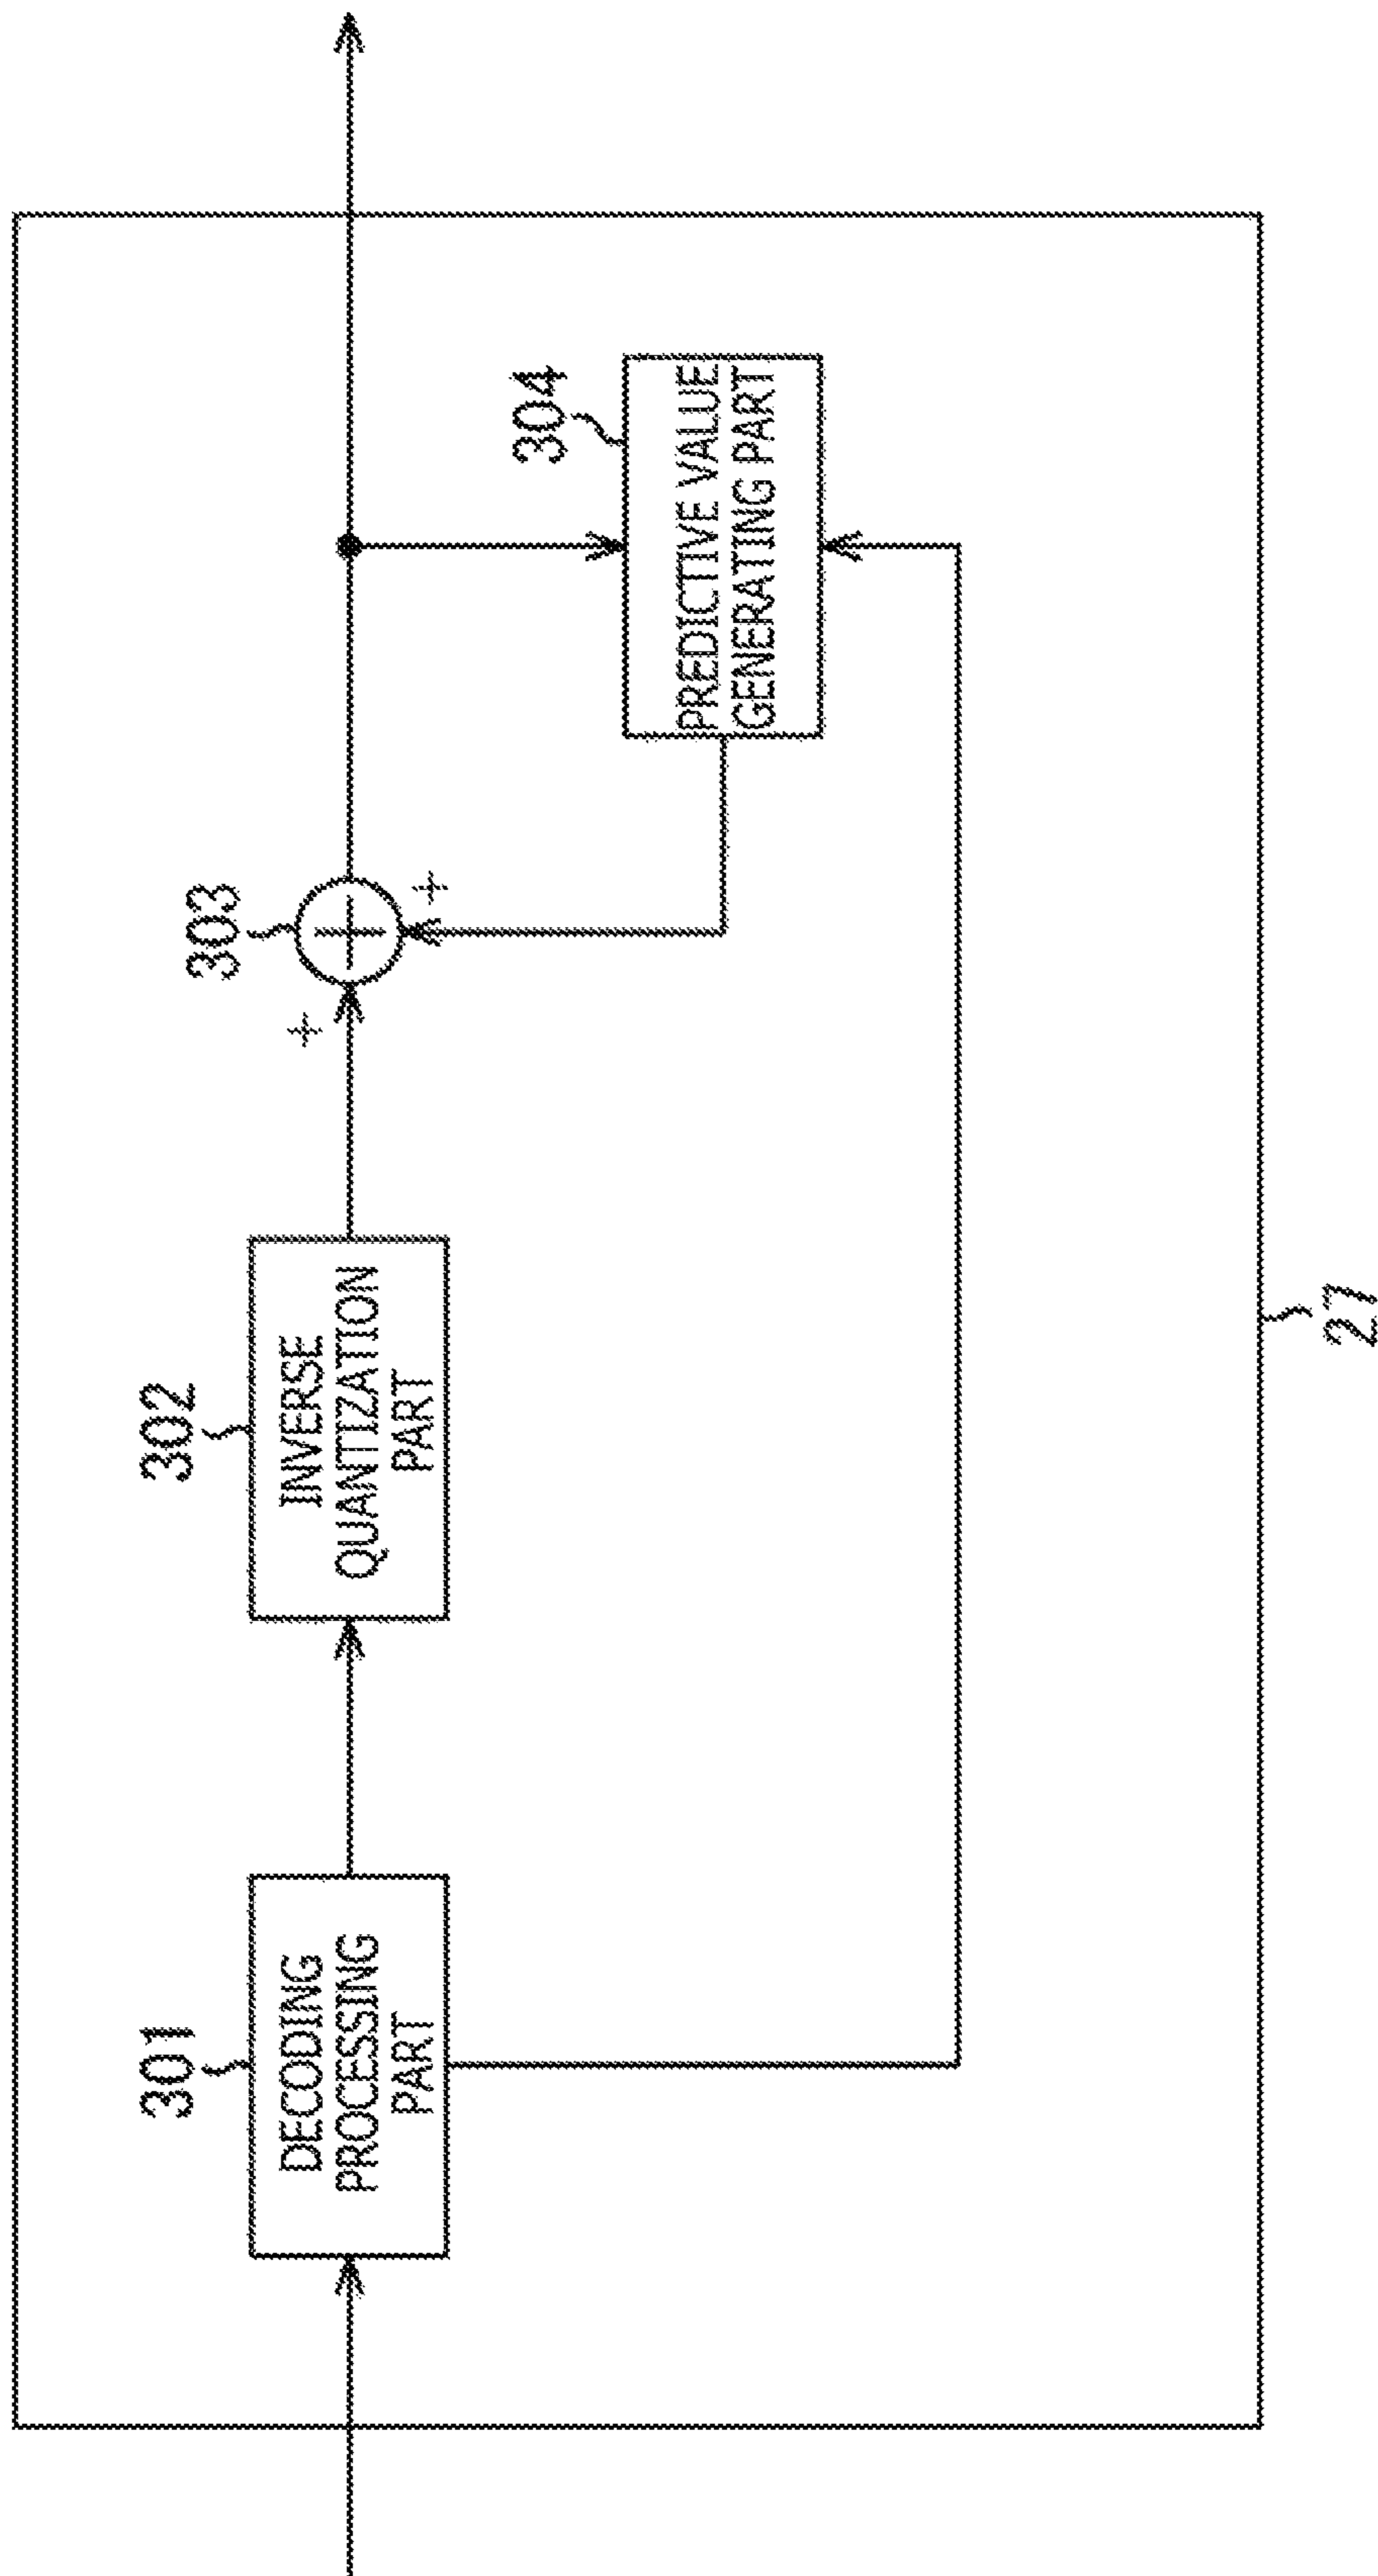 301
DECODING
PROCESSING
PART
302
INVERSE
QUANTIZATION
PART
303
+
+
304
PREDICTIVE VALUE
GENERATING PART
27